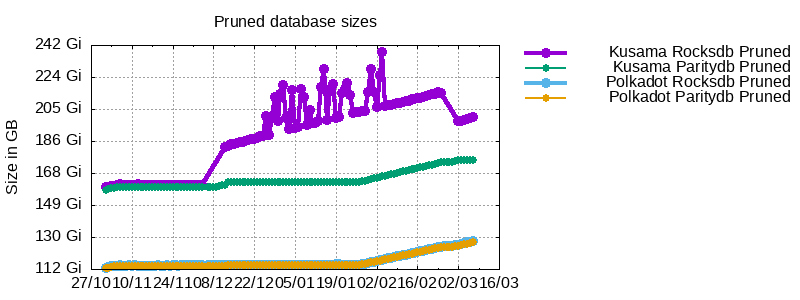 Pruned database sizes
Size in GB
242 Gi
224 Gi
205 Gi
186 Gi
168 Gi
149 Gi
130 Gi
112 Gi
27/10 10/11 24/11 08/12 22/12 05/01 19/01 02/02 16/02 02/03 16/03
Kusama Rocksdb Pruned
Kusama Paritydb Pruned
Polkadot Rocksdb Pruned
Polkadot Paritydb Pruned